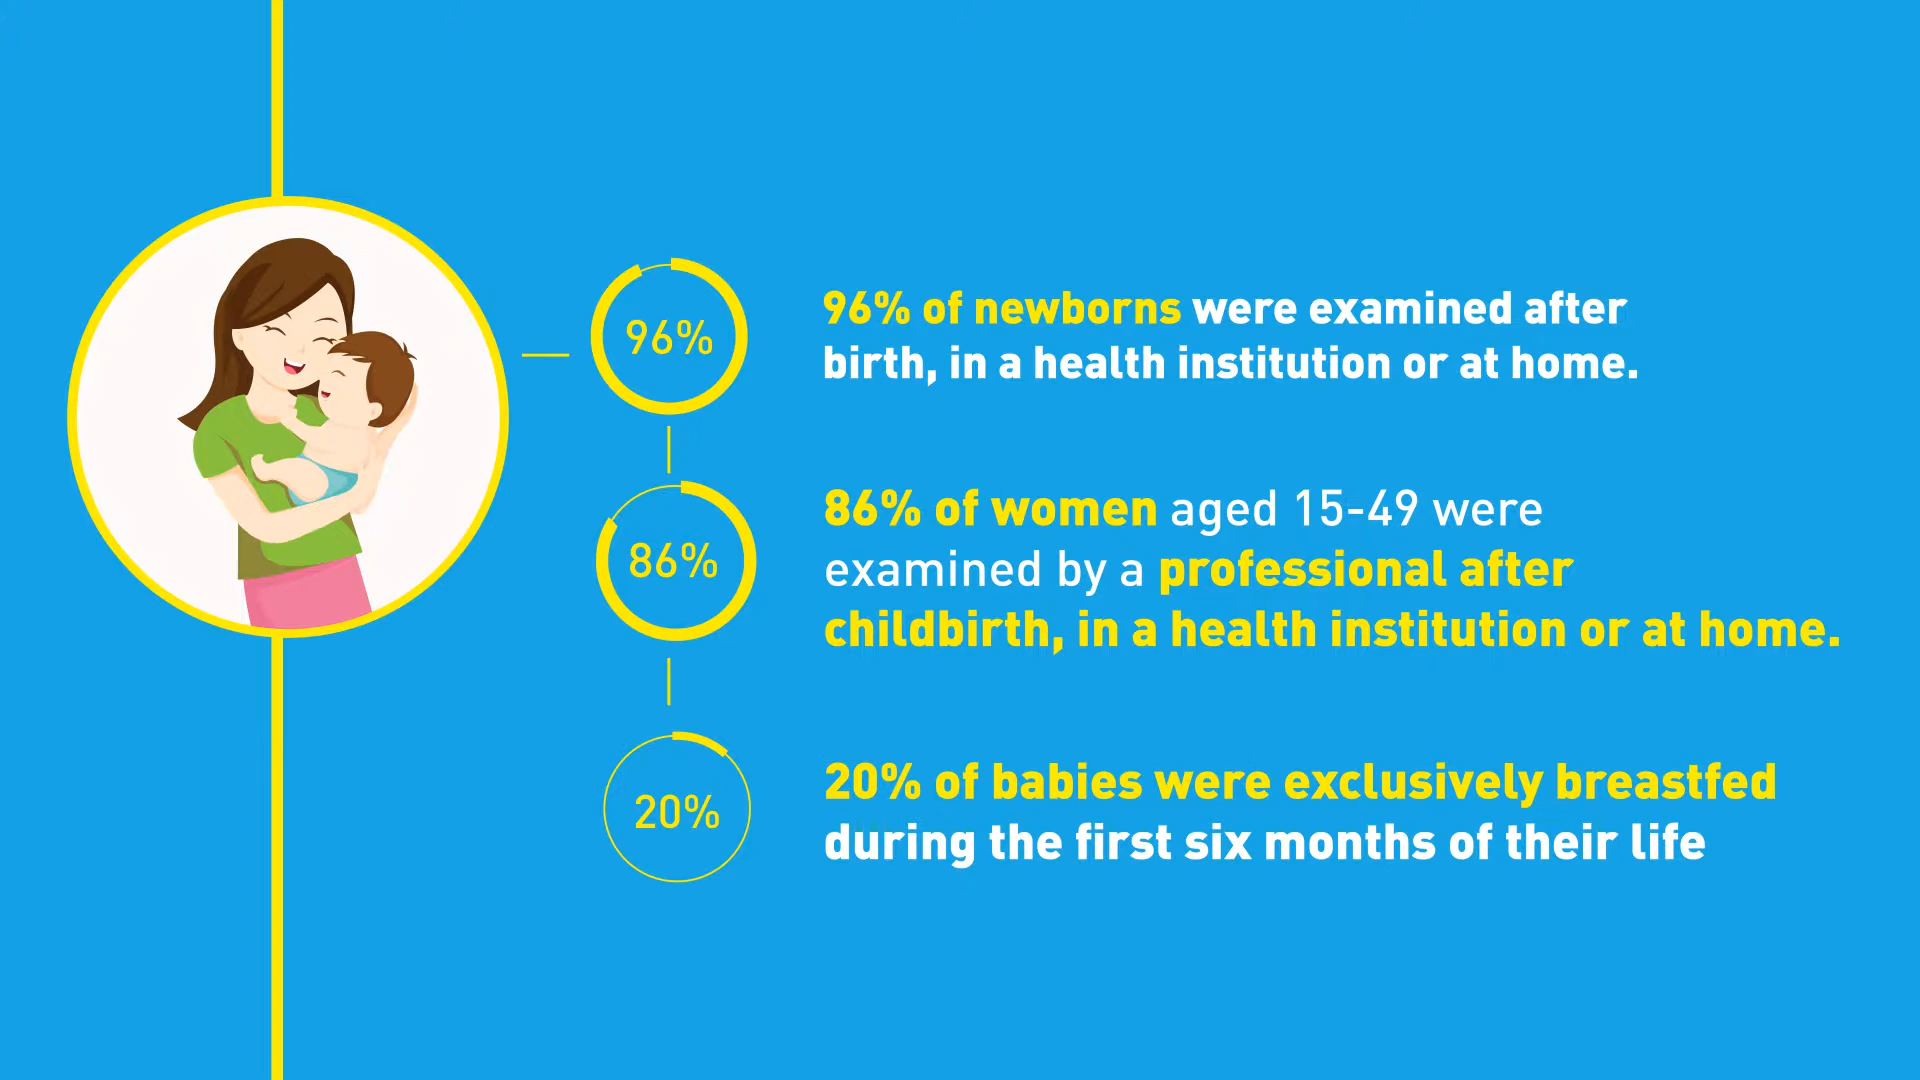 96%
96% of newborns were examined after
birth, in a health institution or at home.
86%
86% of women aged 15-49 were
examined by a professional after
childbirth, in a health institution or at home.
20%
20% of babies were exclusively breastfed
during the first six months of their life